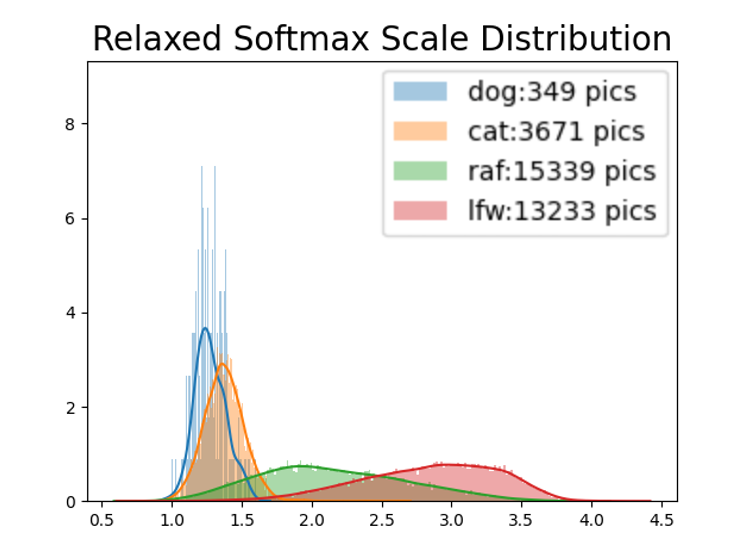 Relaxed Softmax Scale Distribution
dog:349 pics
cat:3671 pics
raf:15339 pics
lfw:13233 pics
8
6
4
2
0
0.5 1.0 1.5 2.0 2.5 3.0 3.5 4.0 4.5